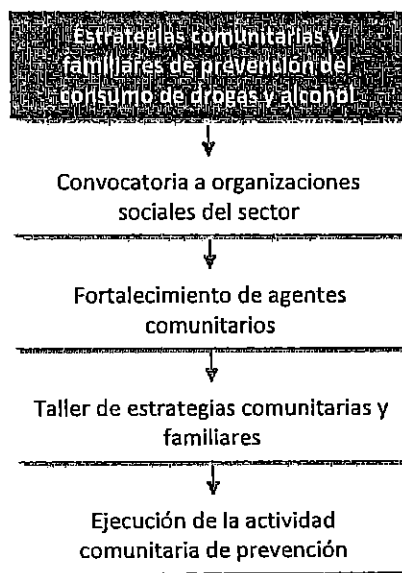 Estrategias comunitarias y
familiares de prevención del
consumo de drogas y alcohol
Convocatoria a organizaciones
sociales del sector
Fortalecimiento de agentes
comunitarios
Taller de estrategias comunitarias y
familiares
Ejecución de la actividad
comunitaria de prevención